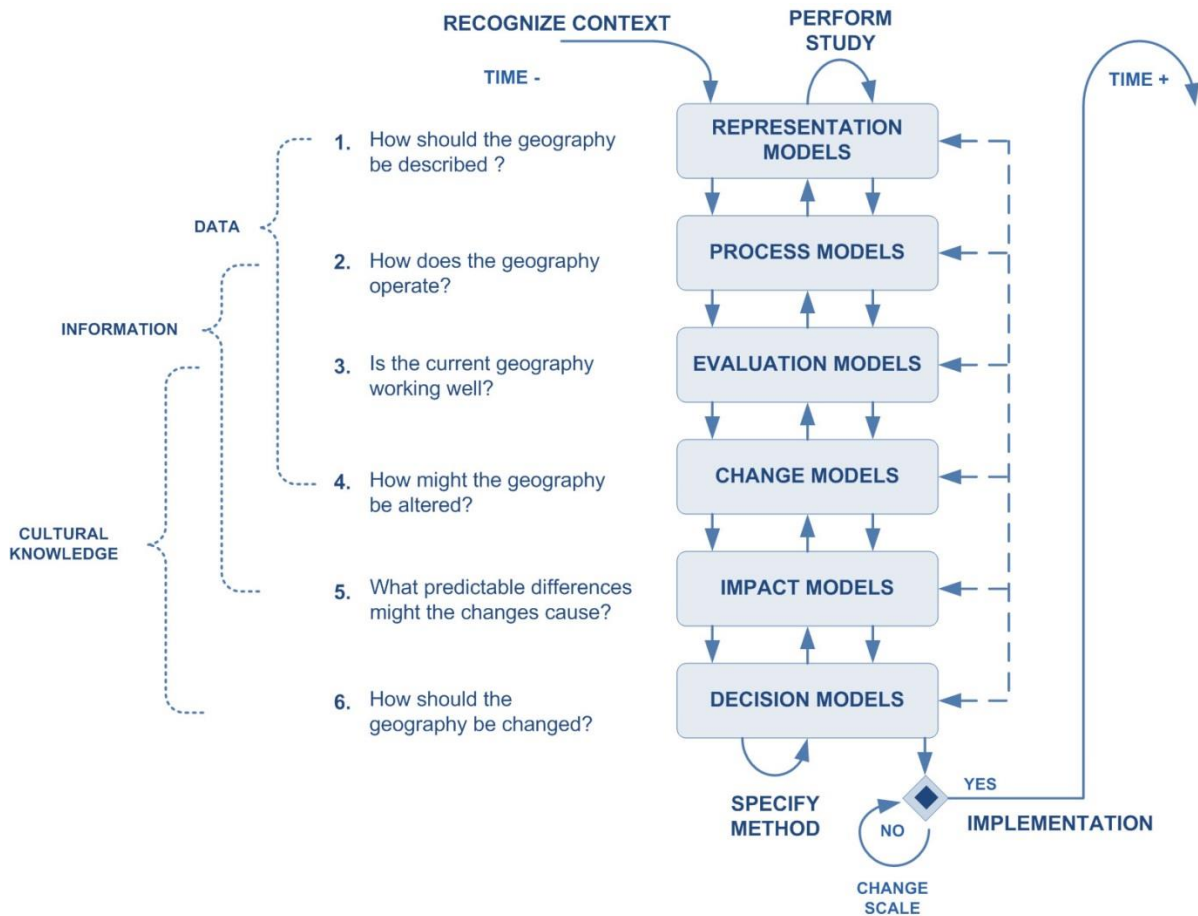 RECOGNIZE CONTEXT
PERFORM
STUDY
TIME -
TIME +
1. How should the geography
be described ?
REPRESENTATION
MODELS
DATA
2. How does the geography
operate?
PROCESS MODELS
INFORMATION
3. Is the current geography
working well?
EVALUATION MODELS
4. How might the geography
be altered?
CHANGE MODELS
CULTURAL
KNOWLEDGE
5. What predictable differences
might the changes cause?
IMPACT MODELS
6. How should the
geography be changed?
DECISION MODELS
SPECIFY
METHOD
YES
IMPLEMENTATION
NO
CHANGE
SCALE